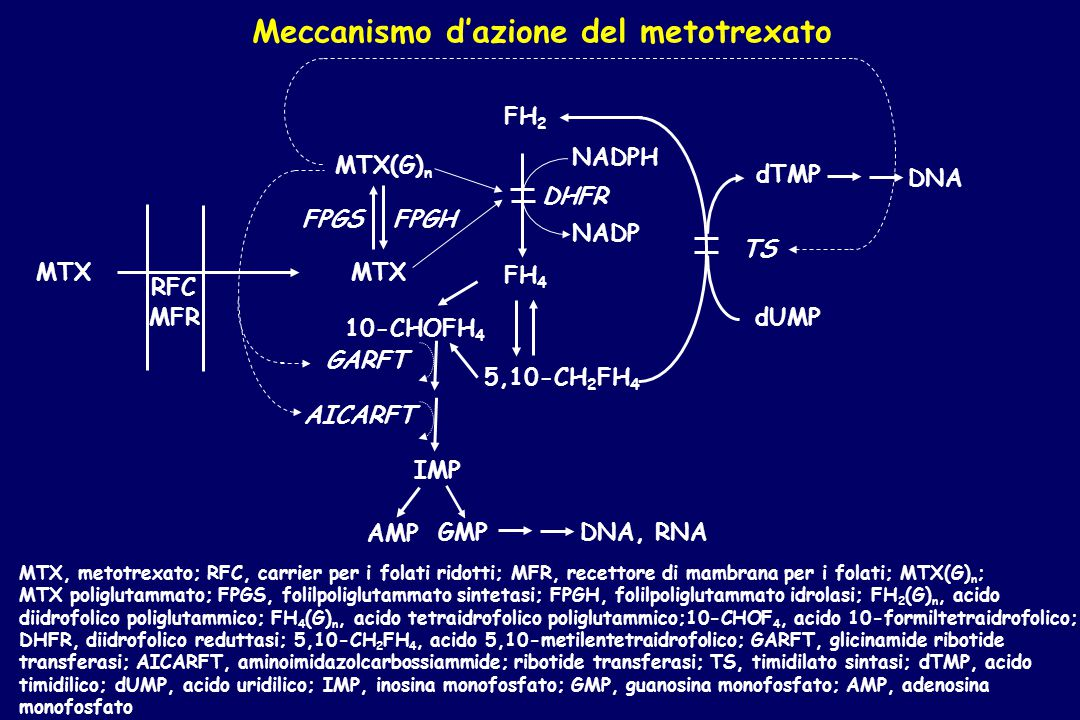 Meccanismo d’azione del metotrexato
FH2
NADPH
MTX(G)n
dTMP
DNA
DHFR
FPGS
FPGH
NADP
TS
MTX
MTX
FH4
RFC
MFR
10-CHOFH4
dUMP
GARFT
5,10-CH2FH4
AICARFT
IMP
AMP
GMP
DNA, RNA
MTX, metotrexato; RFC, carrier per i folati ridotti; MFR, recettore di mambrana per i folati; MTX(G)n;
MTX poliglutammato; FPGS, folilpoliglutammato sintetasi; FPGH, folilpoliglutammato idrolasi; FH2(G)n, acido
diidrofolico poliglutammico; FH4(G)n, acido tetraidrofolico poliglutammico;10-CHOF4, acido 10-formiltetraidrofolico;
DHFR, diidrofolico reduttasi; 5,10-CH2FH4, acido 5,10-metilentetraidrofolico; GARFT, glicinamide ribotide
transferasi; AICARFT, aminoimidazolcarbossiammide; ribotide transferasi; TS, timidilato sintasi; dTMP, acido
timidilico; dUMP, acido uridilico; IMP, inosina monofosfato; GMP, guanosina monofosfato; AMP, adenosina
monofosfato